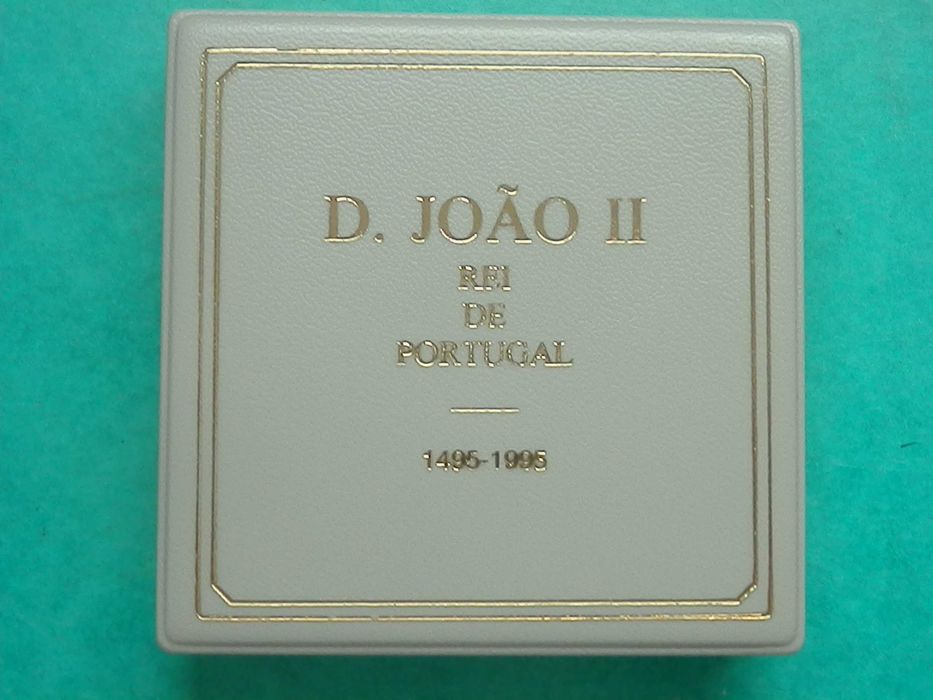 D. JOÃO II
REI
DE
PORTUGAL
1495-1995